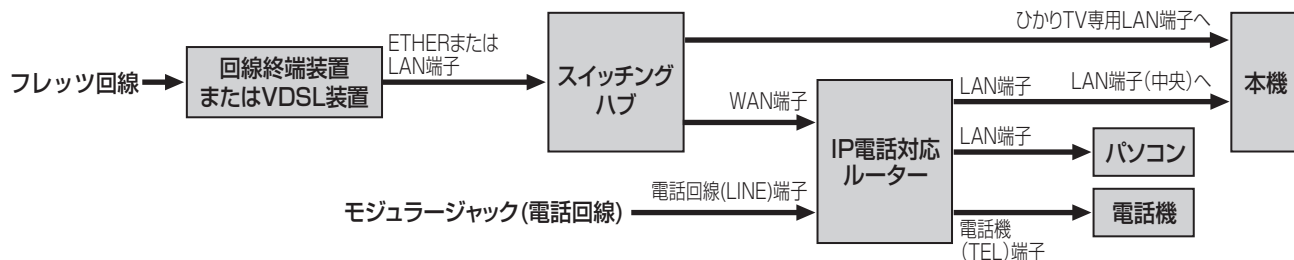 ひかりTV専用LAN端子へ
ETHERまたは
LAN端子
フレッツ回線
回線終端装置
またはVDSL装置
スイッチング
ハブ
WAN端子
LAN端子
LAN端子(中央)へ
本機
IP電話対応
ルーター
LAN端子
パソコン
モジュラージャック(電話回線)
電話回線(LINE)端子
電話機
電話機
(TEL)端子